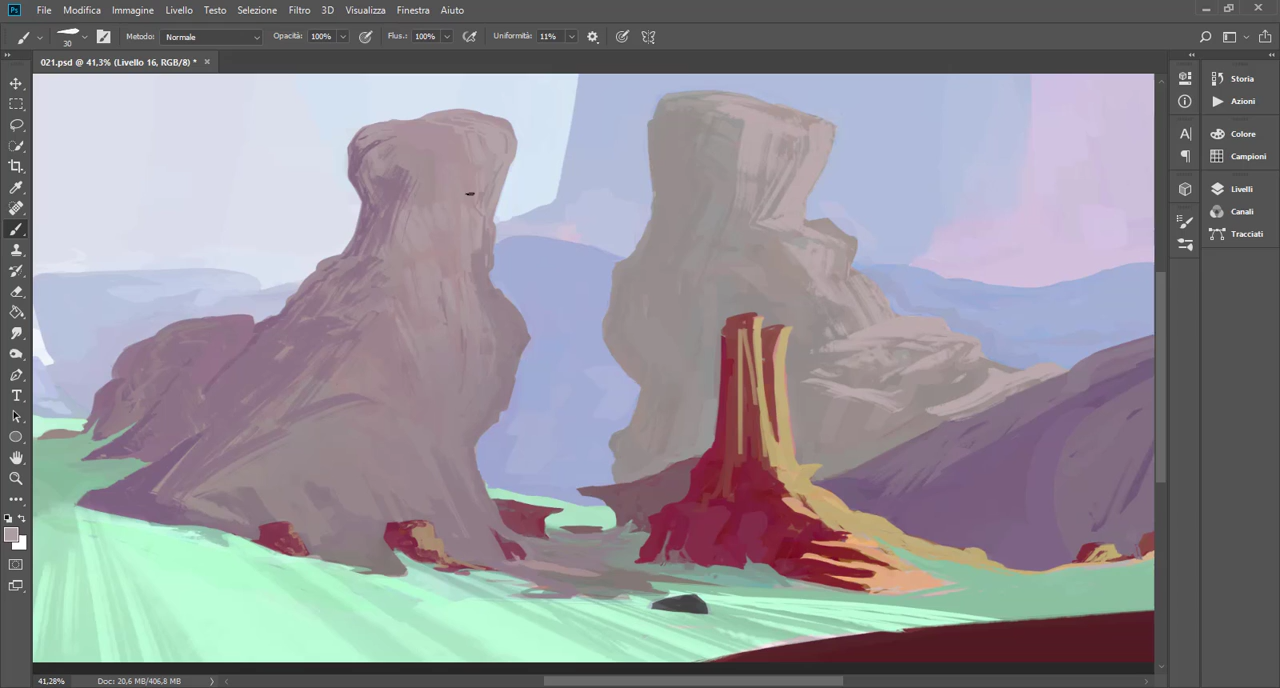 Ps File Modifica Immagine Livello Testo Selezione Filtro 3D Visualizza Finestra Aiuto
30 Metodo: Normale Opacità: 100% Flus.: 100% Uniformità: 11%
021.psd @ 41,3% (Livello 16, RGB/8) *
Storia
Azioni
Colore
Campioni
Livelli
Canali
Tracciati
41,28% Doc: 20,6 MB/406,8 MB